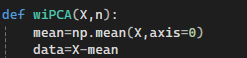 def wiPCA(X,n):
    mean=np.mean(X,axis=0)
    data=X-mean